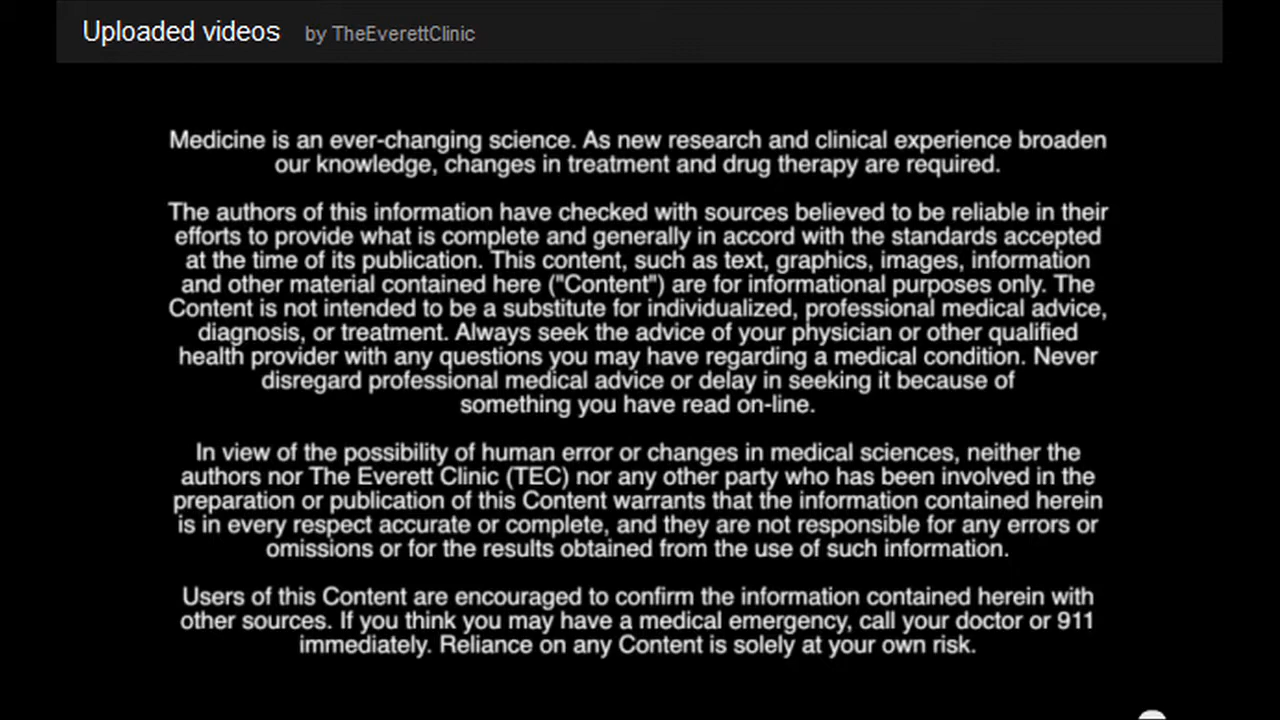 Uploaded videos by TheEverettClinic
Medicine is an ever-changing science. As new research and clinical experience broaden
our knowledge, changes in treatment and drug therapy are required.
The authors of this information have checked with sources believed to be reliable in their
efforts to provide what is complete and generally in accord with the standards accepted
at the time of its publication. This content, such as text, graphics, images, information
and other material contained here ("Content") are for informational purposes only. The
Content is not intended to be a substitute for individualized, professional medical advice,
diagnosis, or treatment. Always seek the advice of your physician or other qualified
health provider with any questions you may have regarding a medical condition. Never
disregard professional medical advice or delay in seeking it because of
something you have read on-line.
In view of the possibility of human error or changes in medical sciences, neither the
authors nor The Everett Clinic (TEC) nor any other party who has been involved in the
preparation or publication of this Content warrants that the information contained herein
is in every respect accurate or complete, and they are not responsible for any errors or
omissions or for the results obtained from the use of such information.
Users of this Content are encouraged to confirm the information contained herein with
other sources. If you think you may have a medical emergency, call your doctor or 911
immediately. Reliance on any Content is solely at your own risk.